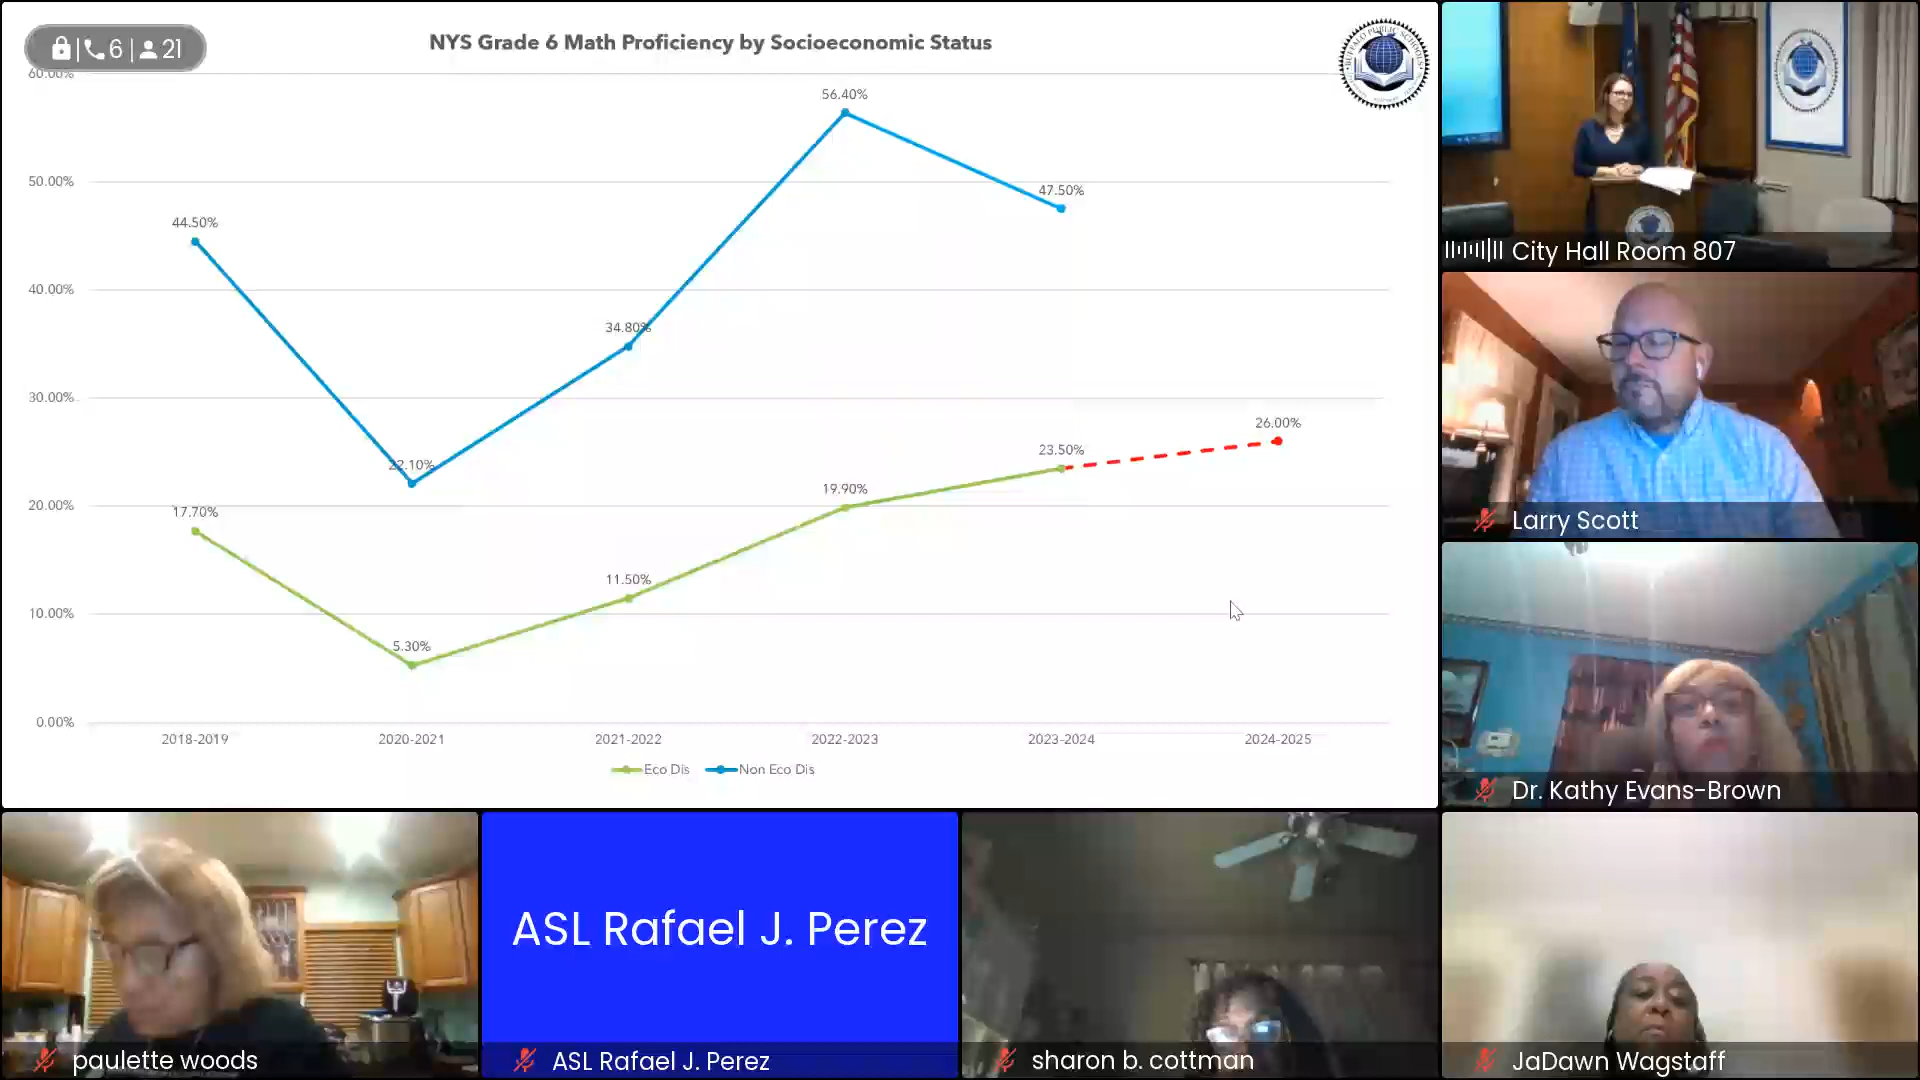 6 | 21
NYS Grade 6 Math Proficiency by Socioeconomic Status
BUFFALO PUBLIC SCHOOLS
60.00%
50.00%
40.00%
30.00%
20.00%
10.00%
0.00%
44.50%
22.10%
34.80%
56.40%
47.50%
17.70%
5.30%
11.50%
19.90%
23.50%
26.00%
2018-2019
2020-2021
2021-2022
2022-2023
2023-2024
2024-2025
Eco Dis
Non Eco Dis
City Hall Room 807
Larry Scott
Dr. Kathy Evans-Brown
paulette woods
ASL Rafael J. Perez
ASL Rafael J. Perez
sharon b. cottman
JaDawn Wagstaff